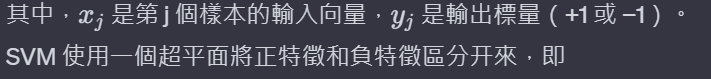 其中，x_j 是第 j 個樣本的輸入向量，y_j 是輸出標量（+1 或 −1）。
SVM 使用一個超平面將正特徵和負特徵區分开來，即